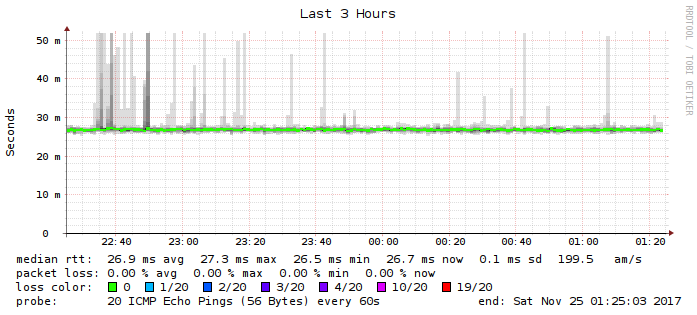 Last 3 Hours
RRDTOOL / TOBI OETIKER
Seconds
50 m
40 m
30 m
20 m
10 m
0
22:40 23:00 23:20 23:40 00:00 00:20 00:40 01:00 01:20
median rtt: 26.9 ms avg 27.3 ms max 26.5 ms min 26.7 ms now 0.1 ms sd 199.5 am/s
packet loss: 0.00 % avg 0.00 % max 0.00 % min 0.00 % now
loss color: 0 1/20 2/20 3/20 4/20 10/20 19/20
probe: 20 ICMP Echo Pings (56 Bytes) every 60s end: Sat Nov 25 01:25:03 2017